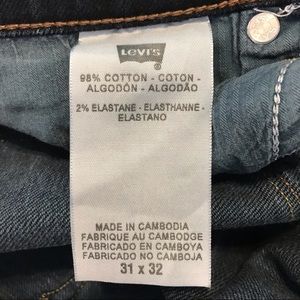 Levi's
98% COTTON - COTON -
ALGODÓN - ALGODÃO
2% ELASTANE - ELASTHANNE -
ELASTANO
MADE IN CAMBODIA
FABRIQUE AU CAMBODGE
FABRICADO EN CAMBOYA
FABRICADO NO CAMBOJA
31 x 32